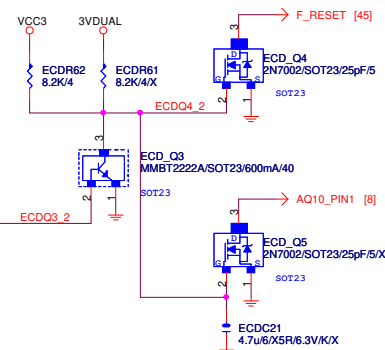 F_RESET [45]
VCC3
3VDUAL
3
ECD_Q4
2N7002/SOT23/25pF/5
D
G
S
ECDR62
8.2K/4
ECDR61
8.2K/4/X
SOT23
ECDQ4_2
2
1
3
ECD_Q3
MMBT2222A/SOT23/600mA/40
SOT23
2
1
AQ10_PIN1 [8]
3
ECDQ3_2
D
ECD_Q5
2N7002/SOT23/25pF/5/X
G
S
SOT23
2
1
ECDC21
4.7u/6/X5R/6.3V/K/X